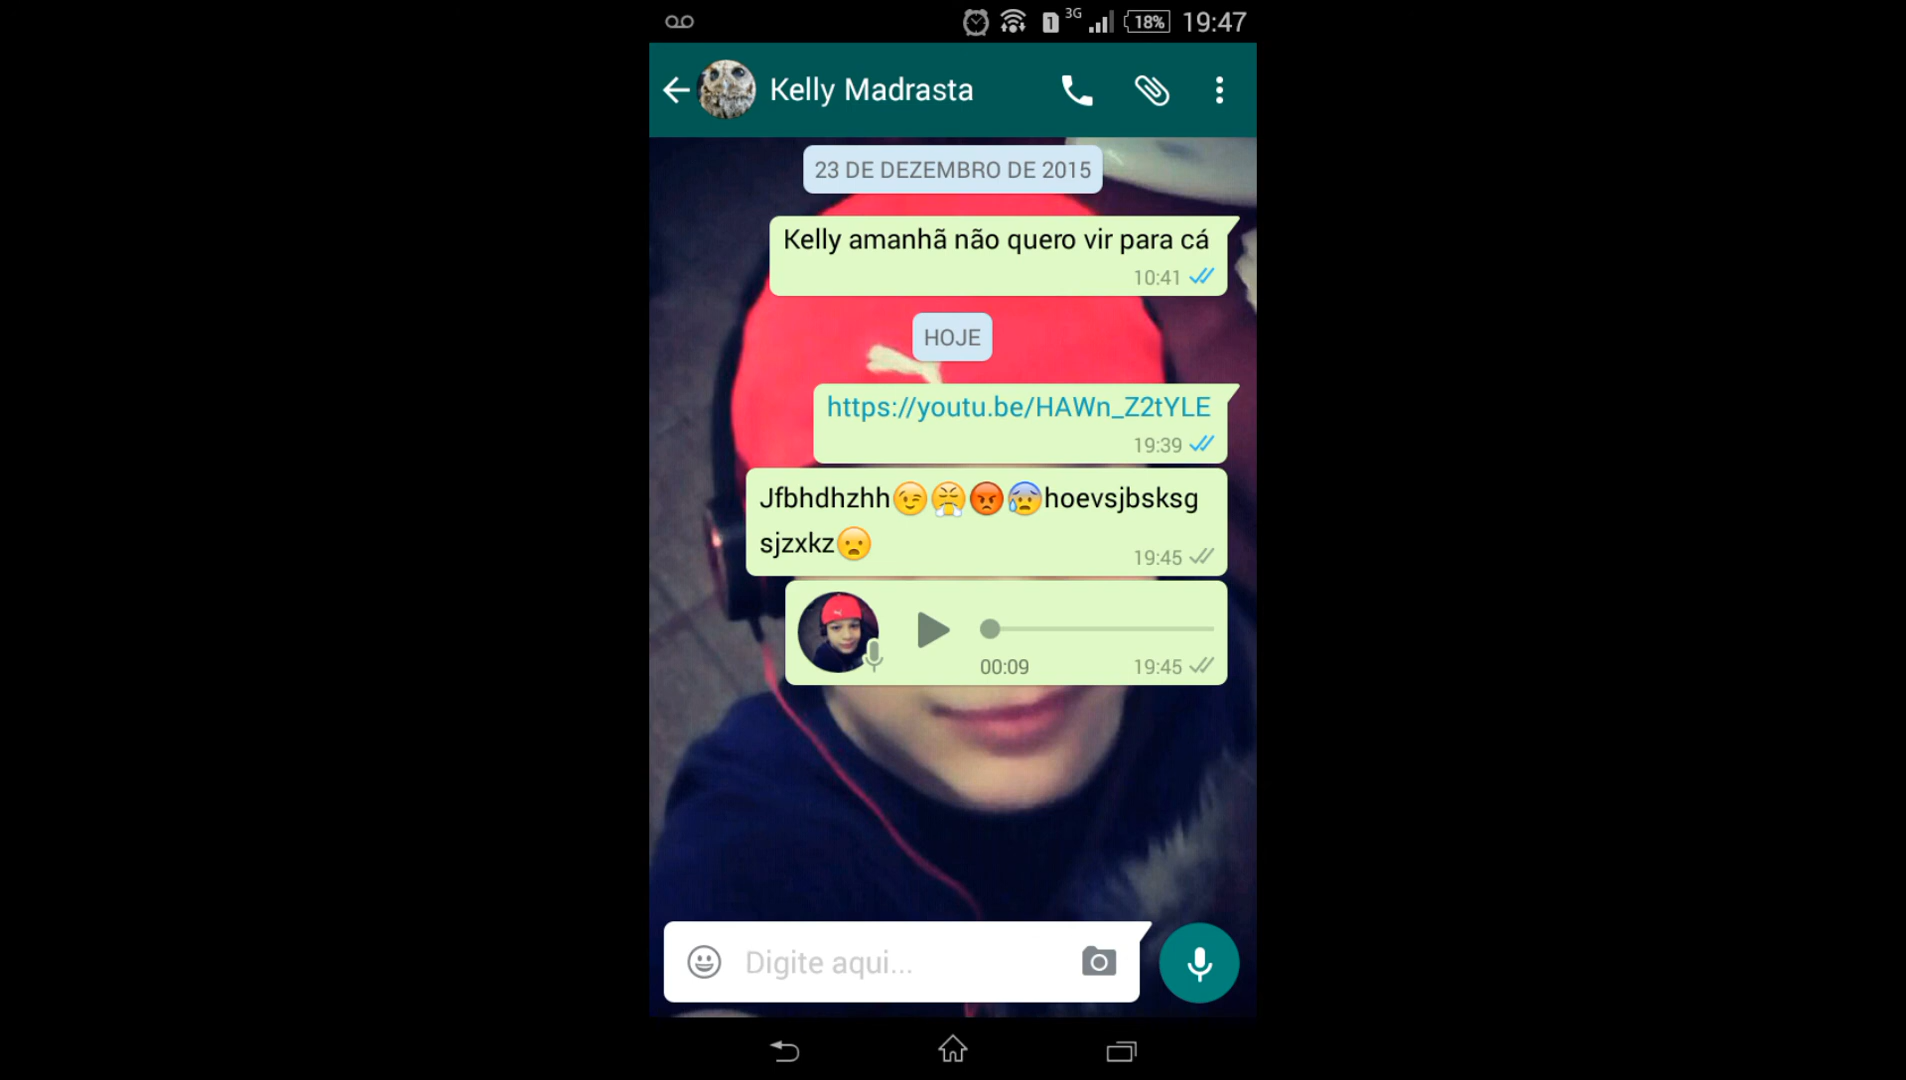 3G 18% 19:47
Kelly Madrasta
23 DE DEZEMBRO DE 2015
Kelly amanhã não quero vir para cá
10:41
HOJE
https://youtu.be/HAWn_Z2tYLE
19:39
Jfbhdhzhh😉😤😡😰hoevsjbsksg
sjzxkz😦
19:45
00:09 19:45
Digite aqui...